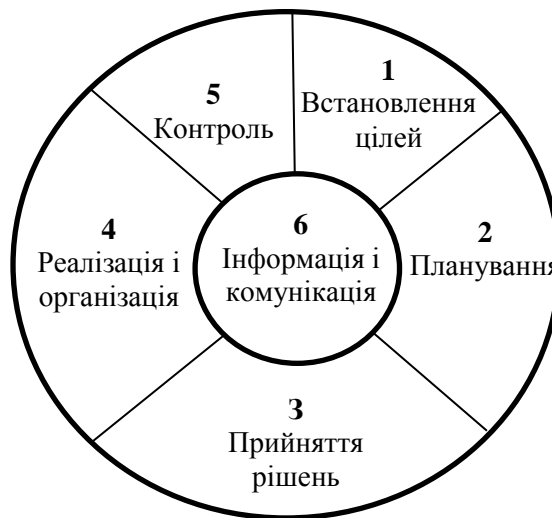 1
Встановлення
цілей
2
Планування
3
Прийняття
рішень
4
Реалізація і
організація
5
Контроль
6
Інформація і
комунікація